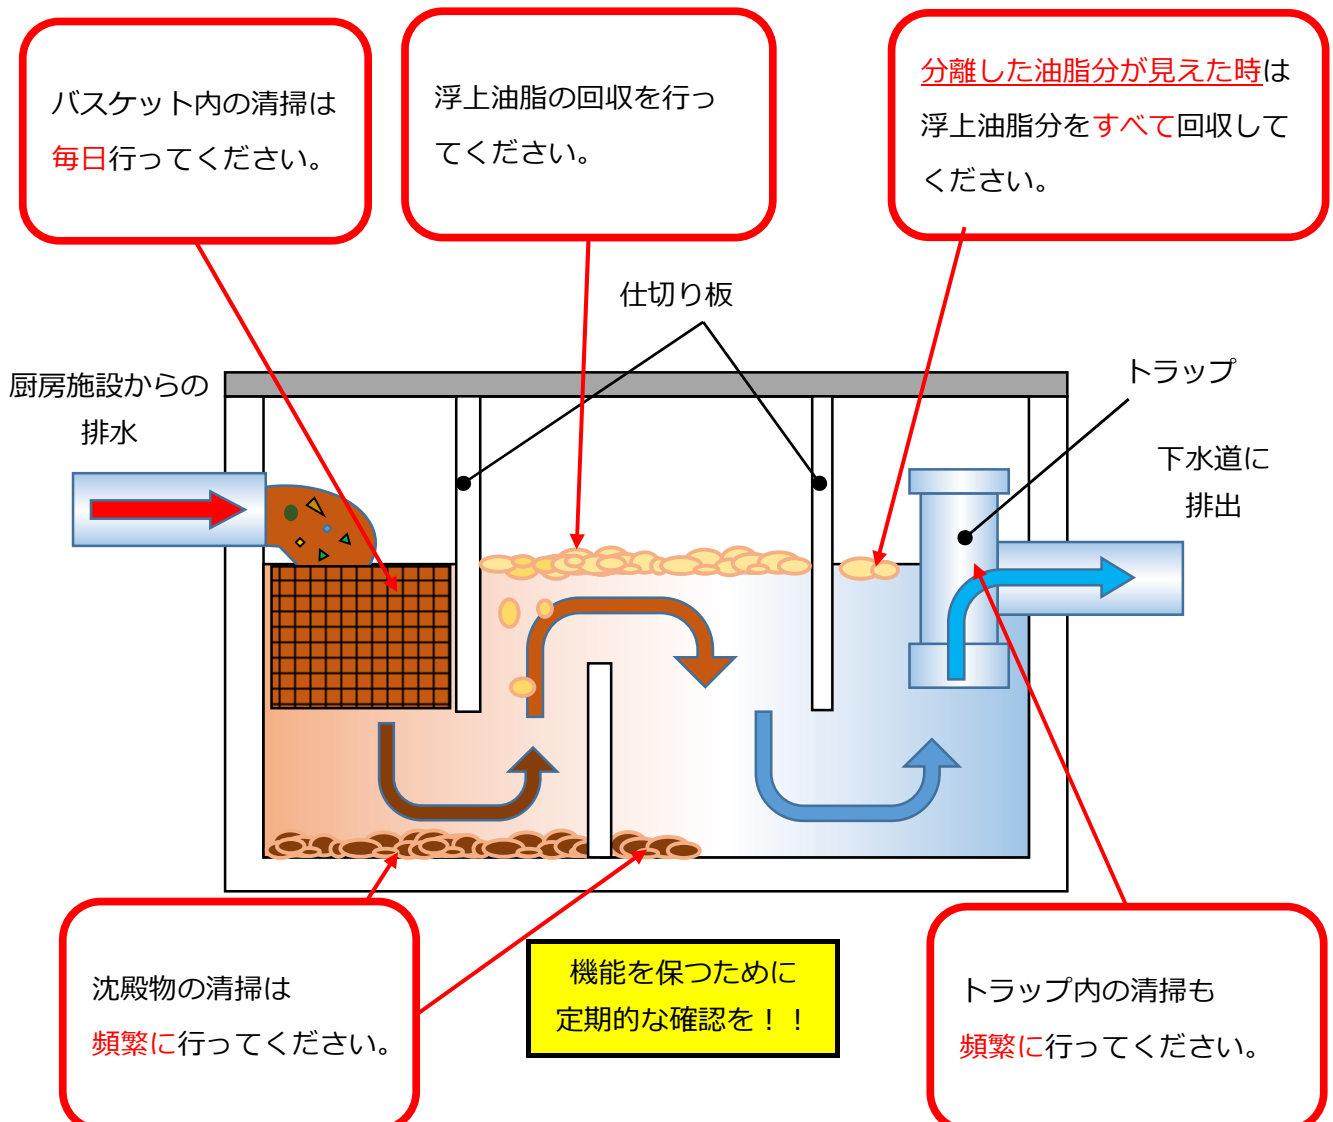 バスケット内の清掃は
毎日行ってください。
浮上油脂の回収を行っ
てください。
分離した油脂分が見えた時は
浮上油脂分をすべて回収して
ください。
仕切り板
厨房施設からの
排水
トラップ
下水道に
排出
沈殿物の清掃は
頻繁に行ってください。
機能を保つために
定期的な確認を！！
トラップ内の清掃も
頻繁に行ってください。